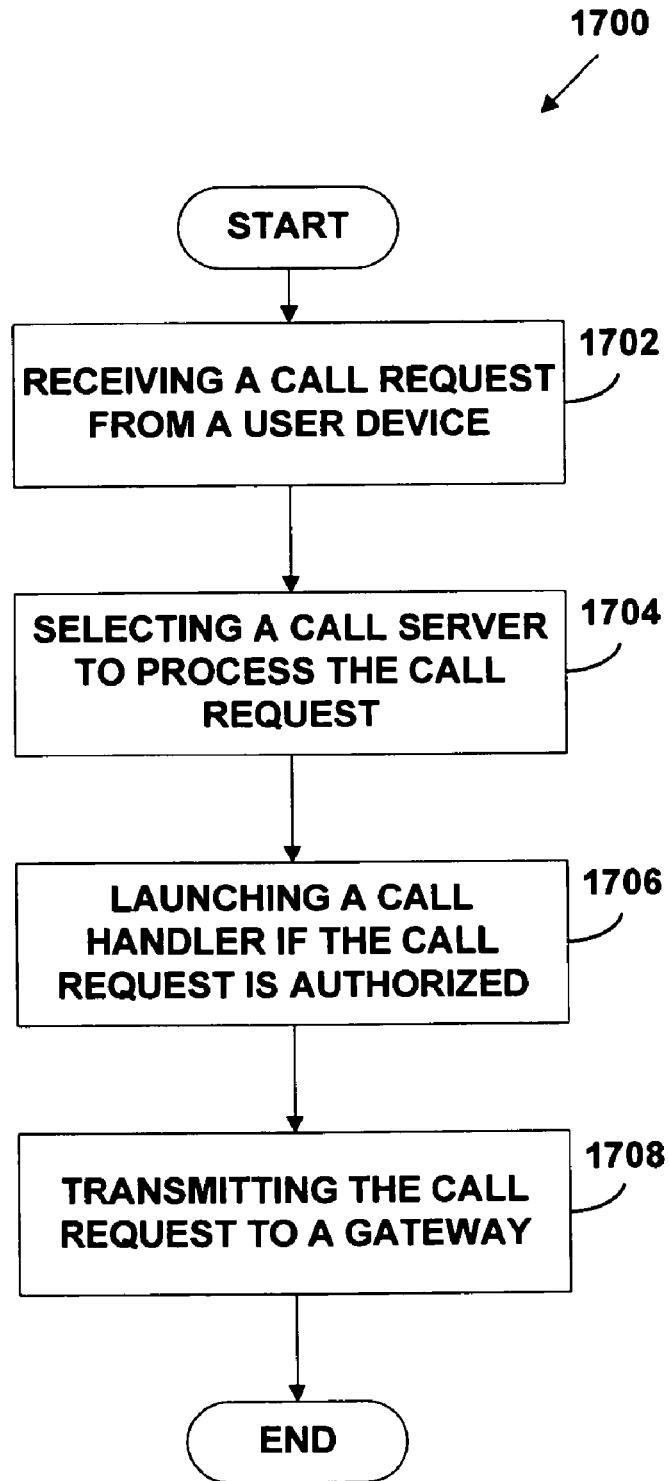 1700
START
1702
RECEIVING A CALL REQUEST
FROM A USER DEVICE
1704
SELECTING A CALL SERVER
TO PROCESS THE CALL
REQUEST
1706
LAUNCHING A CALL
HANDLER IF THE CALL
REQUEST IS AUTHORIZED
1708
TRANSMITTING THE CALL
REQUEST TO A GATEWAY
END